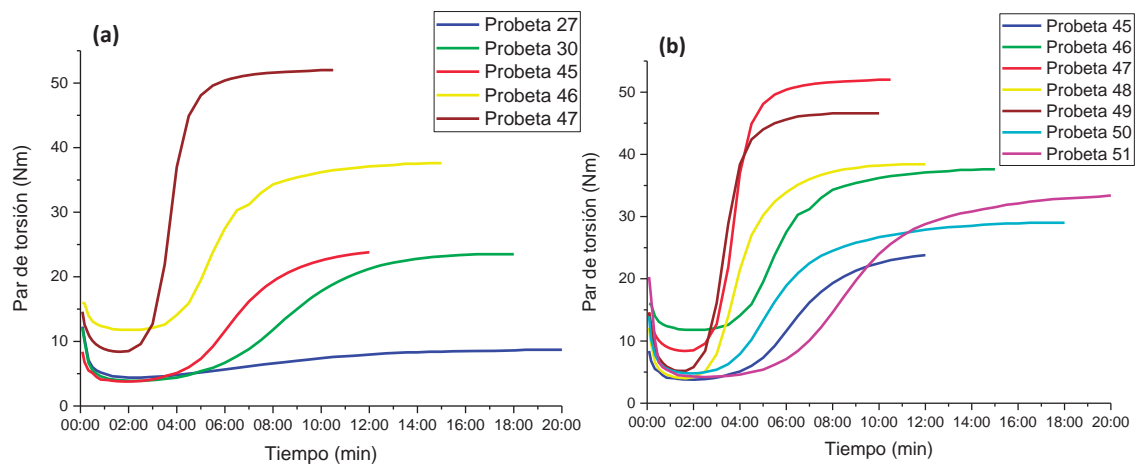 (a)
Probeta 27
Probeta 30
Probeta 45
Probeta 46
Probeta 47
Par de torsión (Nm)
60
50
40
30
20
10
0
00:00 02:00 04:00 06:00 08:00 10:00 12:00 14:00 16:00 18:00 20:00
Tiempo (min)
(b)
Probeta 45
Probeta 46
Probeta 47
Probeta 48
Probeta 49
Probeta 50
Probeta 51
Par de torsión (Nm)
50
40
30
20
10
0
00:00 02:00 04:00 06:00 08:00 10:00 12:00 14:00 16:00 18:00 20:00
Tiempo (min)